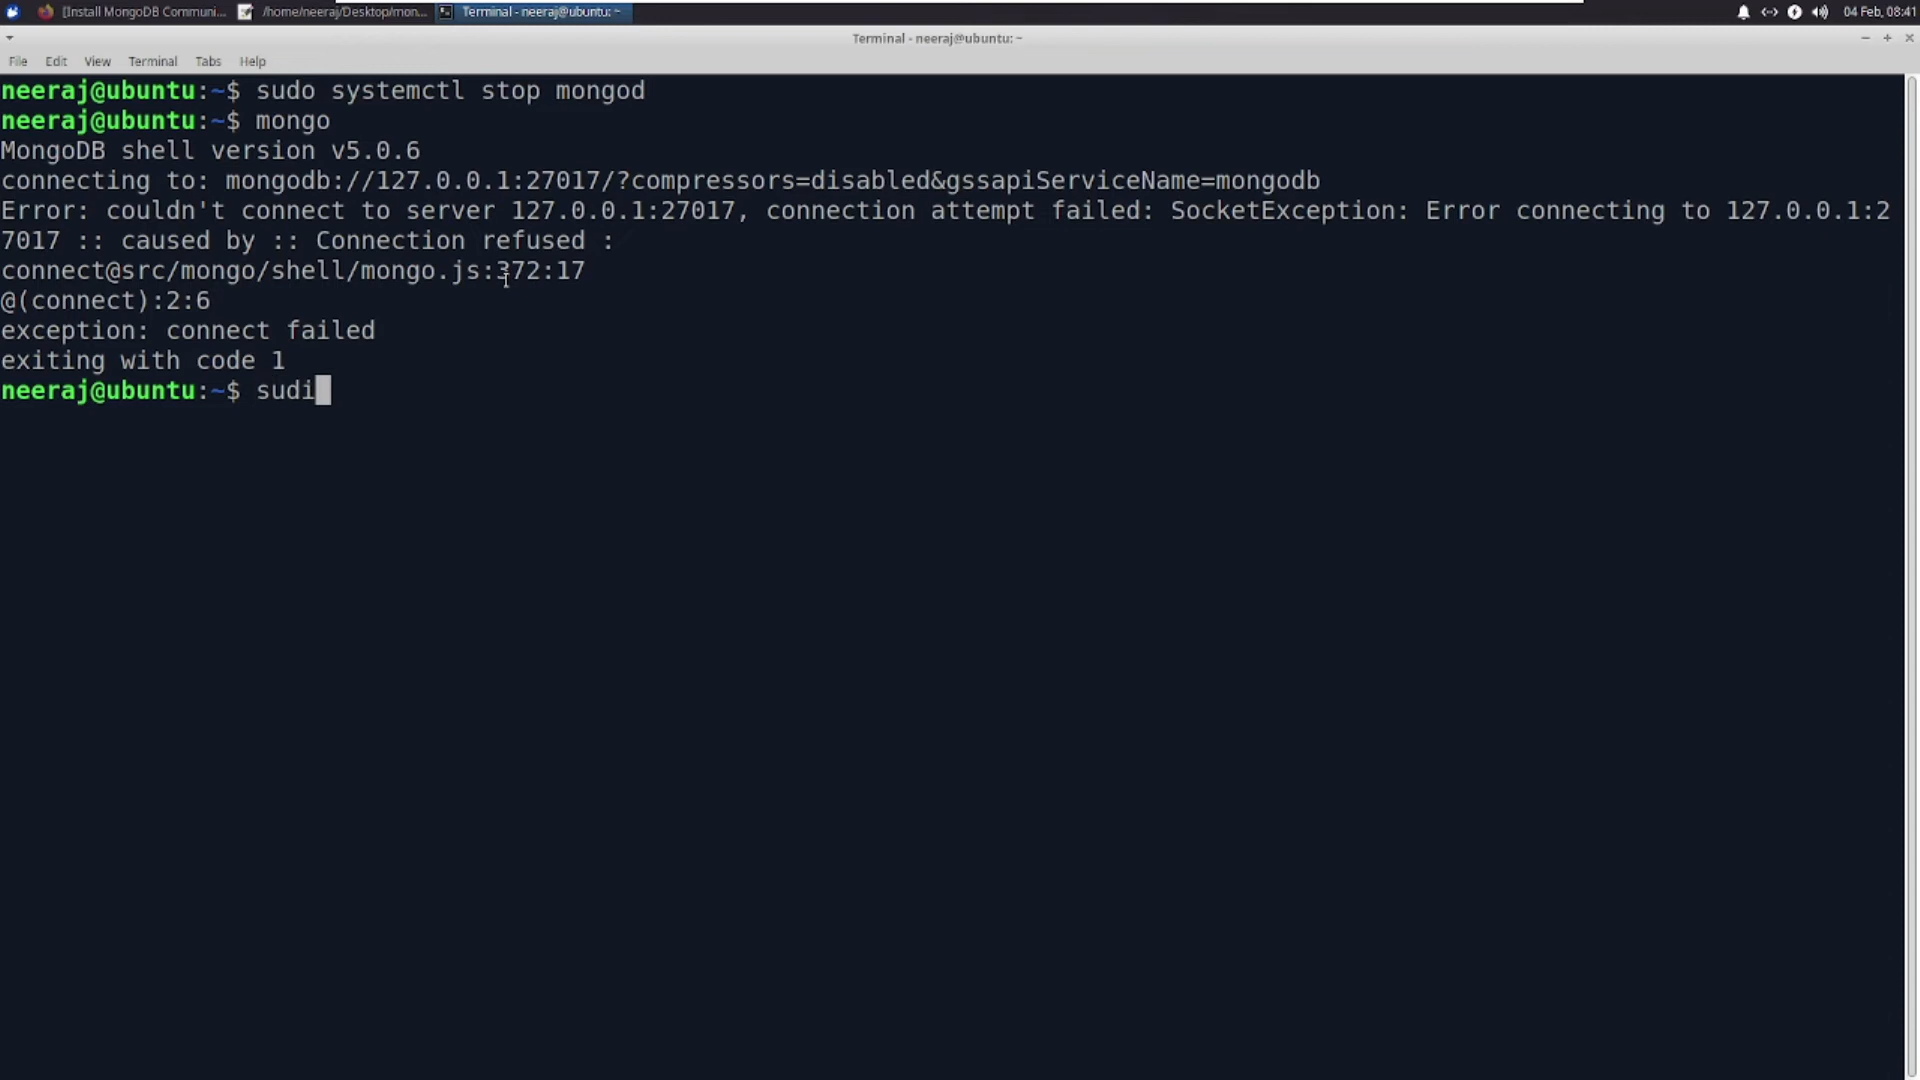 [Install MongoDB Communi... /home/neeraj/Desktop/mon... Terminal - neeraj@ubuntu: ~ 04 Feb, 08:41
Terminal - neeraj@ubuntu: ~
File Edit View Terminal Tabs Help
neeraj@ubuntu:~$ sudo systemctl stop mongod
neeraj@ubuntu:~$ mongo
MongoDB shell version v5.0.6
connecting to: mongodb://127.0.0.1:27017/?compressors=disabled&gssapiServiceName=mongodb
Error: couldn't connect to server 127.0.0.1:27017, connection attempt failed: SocketException: Error connecting to 127.0.0.1:2
7017 :: caused by :: Connection refused :
connect@src/mongo/shell/mongo.js:372:17
@(connect):2:6
exception: connect failed
exiting with code 1
neeraj@ubuntu:~$ sudi